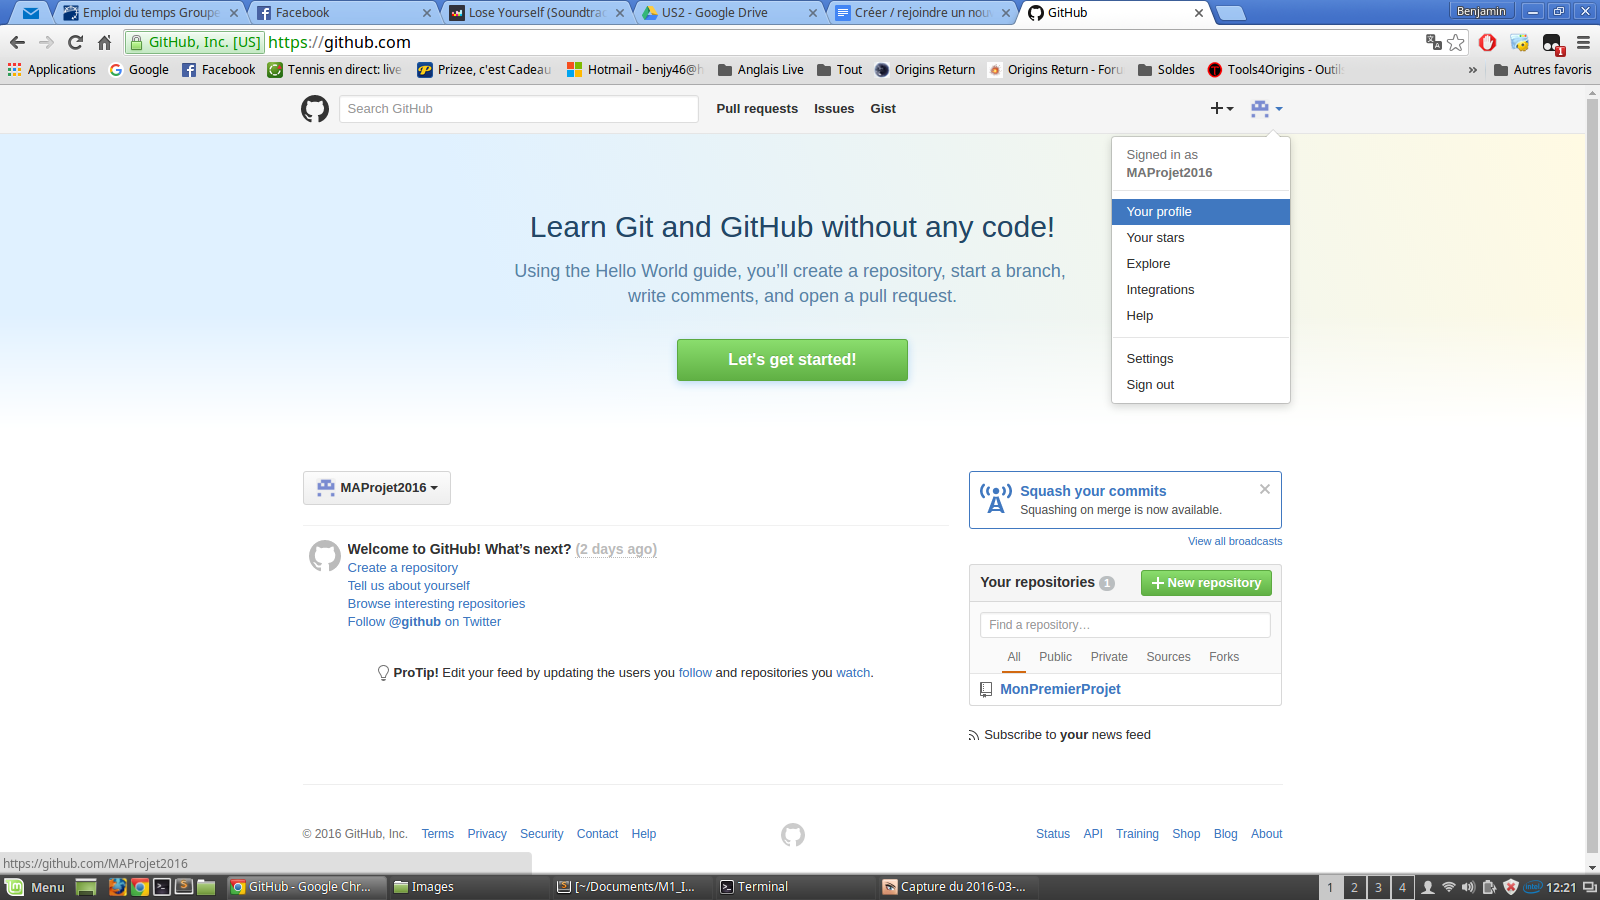 Emploi du temps Groupe
Facebook
Lose Yourself (Soundtrac
US2 - Google Drive
Créer / rejoindre un nou
GitHub
Benjamin
GitHub, Inc. [US]
https://github.com
1
Applications
Google
Facebook
Tennis en direct: live
Prizee, c'est Cadeau
Hotmail - benjy46@h
Anglais Live
Tout
Origins Return
Origins Return - Foru
Soldes
Tools4Origins - Outils
»
Autres favoris
Search GitHub
Pull requests
Issues
Gist
Signed in as
MAProjet2016
Your profile
Your stars
Explore
Integrations
Help
Settings
Sign out
Learn Git and GitHub without any code!
Using the Hello World guide, you’ll create a repository, start a branch,
write comments, and open a pull request.
Let's get started!
MAProjet2016
Welcome to GitHub! What’s next? (2 days ago)
Create a repository
Tell us about yourself
Browse interesting repositories
Follow @github on Twitter
ProTip! Edit your feed by updating the users you follow and repositories you watch.
Squash your commits
Squashing on merge is now available.
View all broadcasts
Your repositories 1
New repository
Find a repository…
All
Public
Private
Sources
Forks
MonPremierProjet
Subscribe to your news feed
© 2016 GitHub, Inc.
Terms
Privacy
Security
Contact
Help
Status
API
Training
Shop
Blog
About
https://github.com/MAProjet2016
Menu
GitHub - Google Chr...
Images
[~/Documents/M1_I...
Terminal
Capture du 2016-03-...
1
2
3
4
intel
12:21